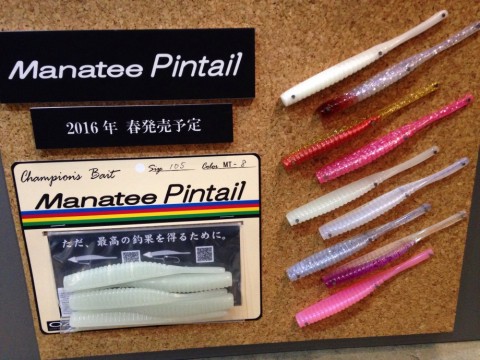 Manatee Pintail
2016年 春発売予定
Champion's Bart
Size 105 Color MT-8
Manatee Pintail
ただ、最高の釣果を得るために。